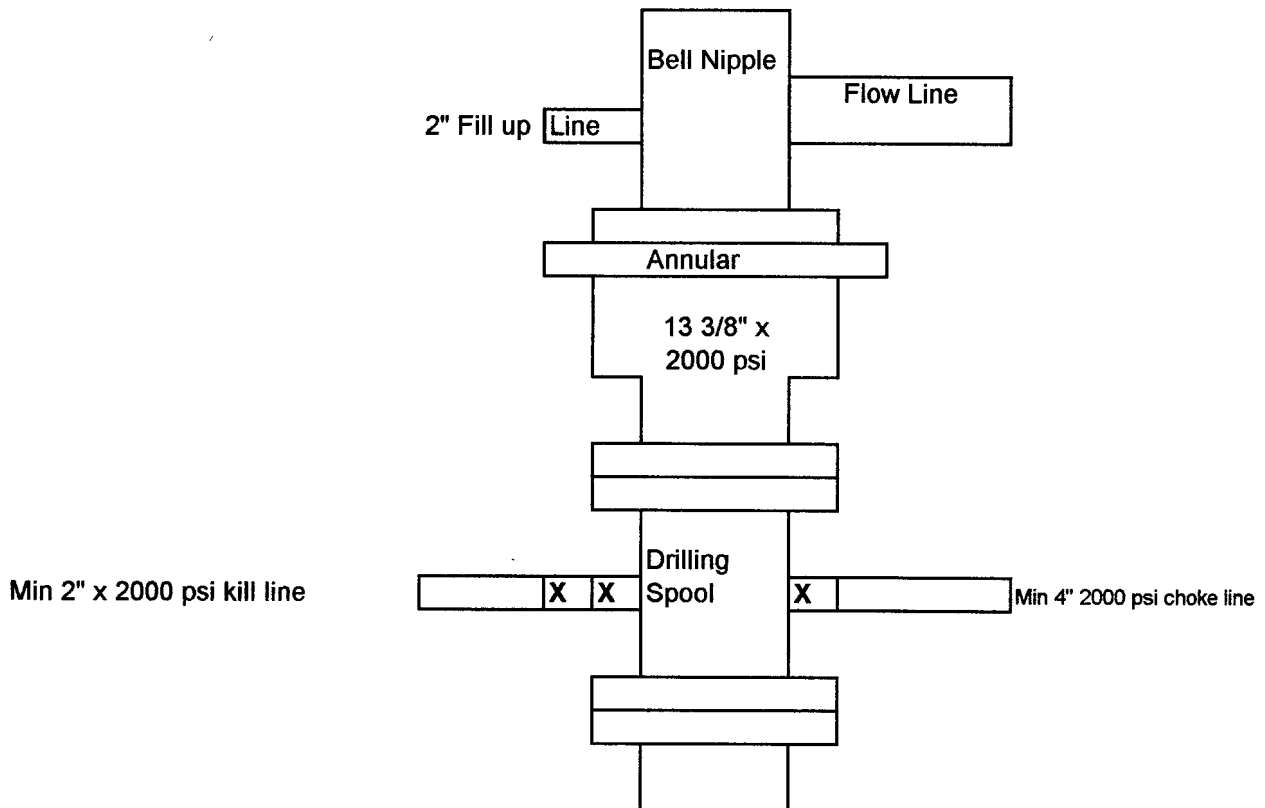 Bell Nipple
Flow Line
2" Fill up Line
Annular
13 3/8" x
2000 psi
Drilling
Spool
Min 2" x 2000 psi kill line
X X
X
Min 4" 2000 psi choke line